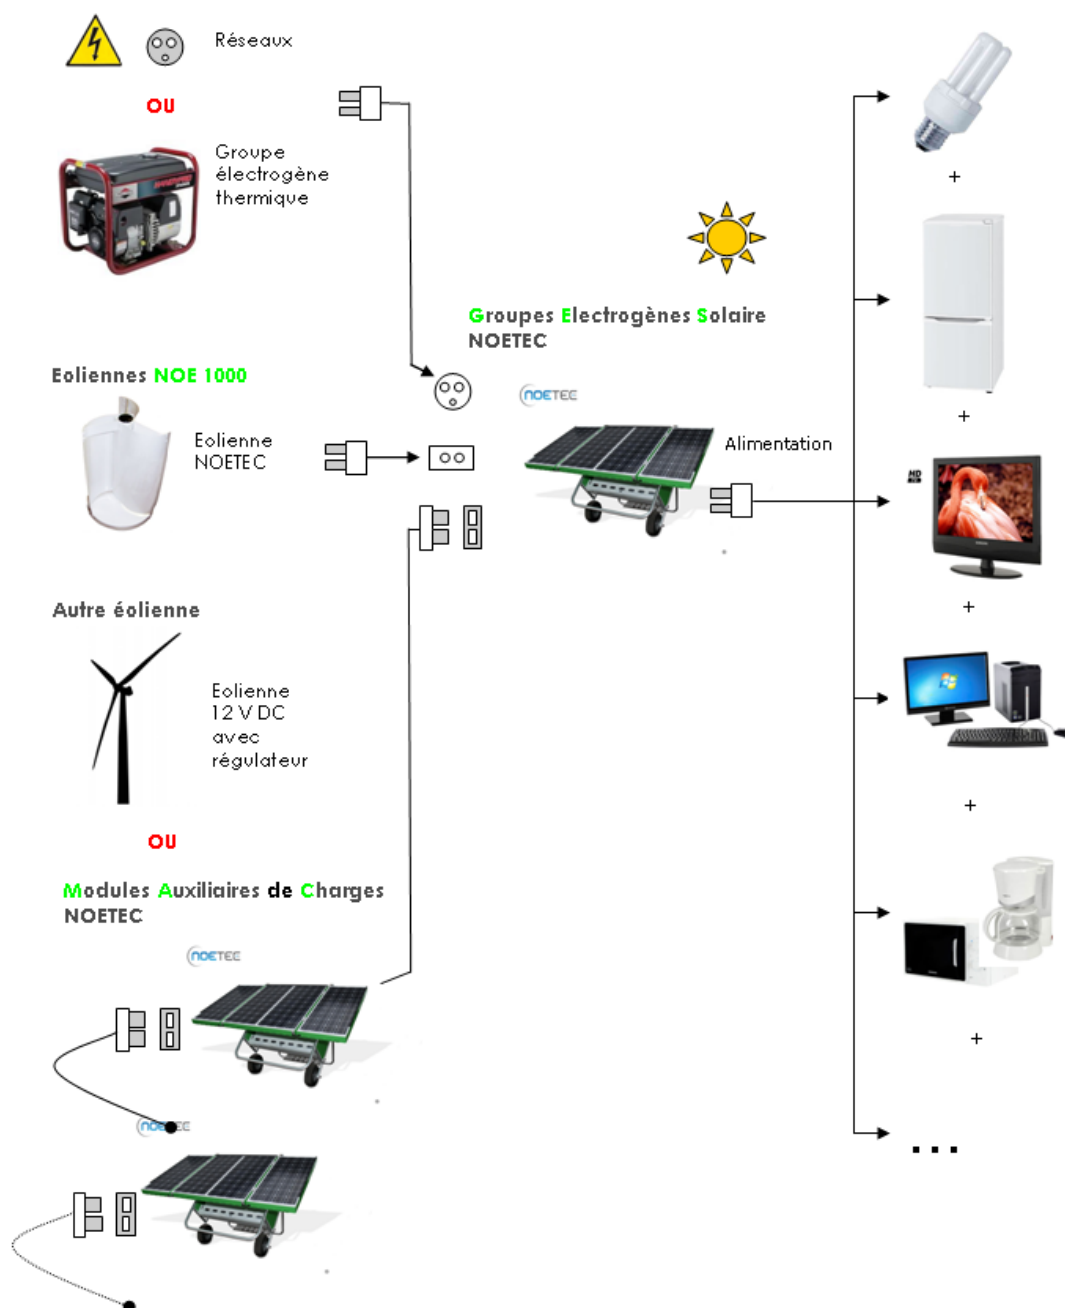 Réseaux
OU
Groupe
électrogène
thermique
Groupes Electrogènes Solaire
NOETEC
Eoliennes NOE 1000
NOETEC
Eolienne
NOETEC
Alimentation
HD
Autre éolienne
Eolienne
12 V DC
avec
régulateur
OU
Modules Auxiliaires de Charges
NOETEC
NOETEC
+
+
+
+
+
...